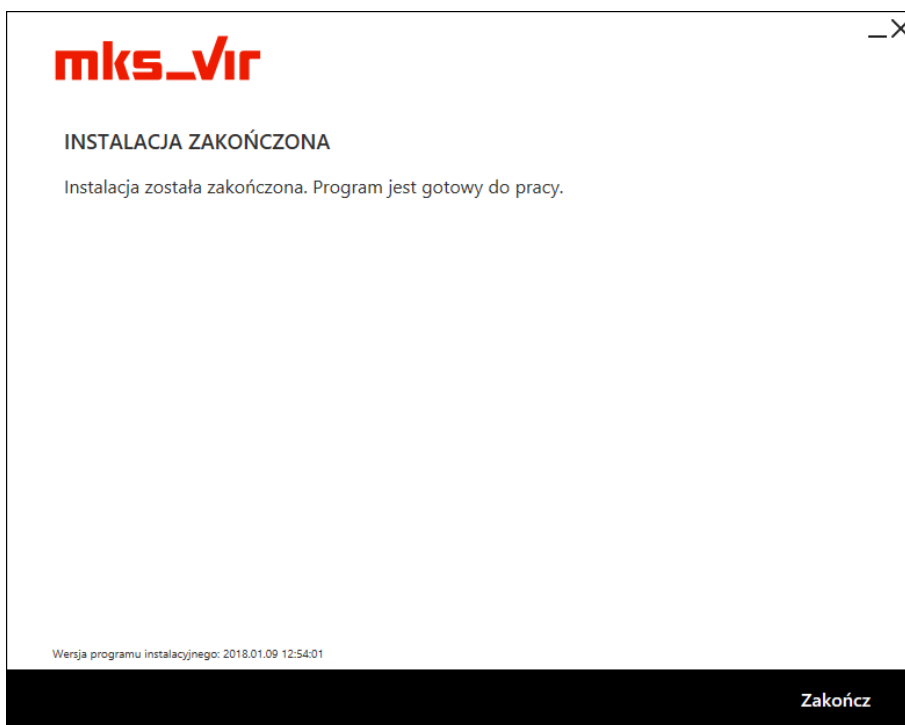 mks_vir
INSTALACJA ZAKOŃCZONA
Instalacja została zakończona. Program jest gotowy do pracy.
Wersja programu instalacyjnego: 2018.01.09 12:54:01
Zakończ